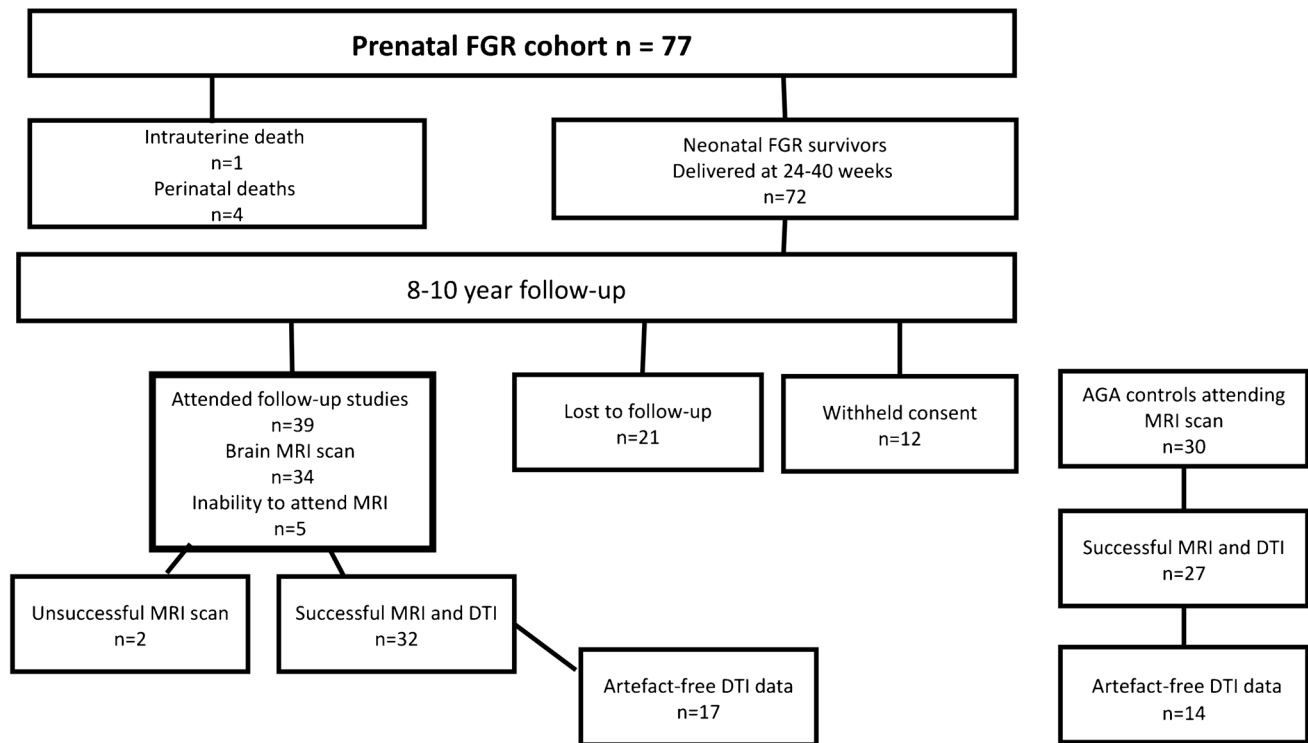 Prenatal FGR cohort n = 77
Intrauterine death
n=1
Perinatal deaths
n=4
Neonatal FGR survivors
Delivered at 24-40 weeks
n=72
8-10 year follow-up
Attended follow-up studies
n=39
Brain MRI scan
n=34
Inability to attend MRI
n=5
Lost to follow-up
n=21
Withheld consent
n=12
AGA controls attending
MRI scan
n=30
Unsuccessful MRI scan
n=2
Successful MRI and DTI
n=32
Successful MRI and DTI
n=27
Artefact-free DTI data
n=17
Artefact-free DTI data
n=14